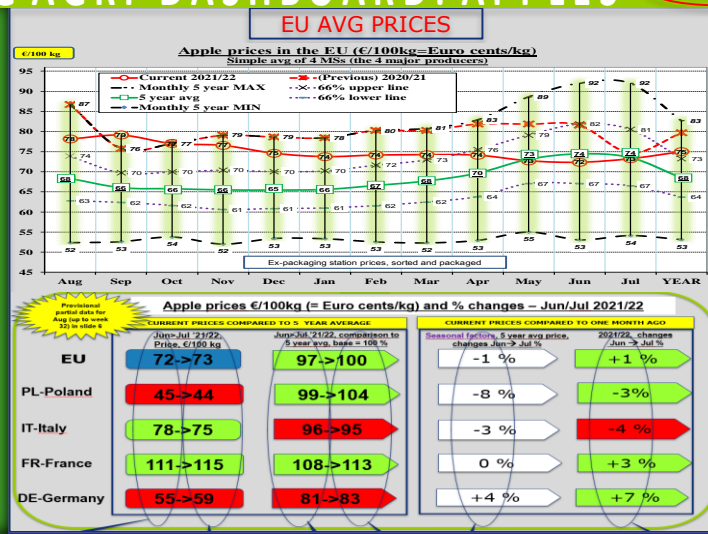 EU AVG PRICES
€/100 kg
Apple prices in the EU (€/100kg=Euro cents/kg)
Simple avg of 4 MSs (the 4 major producers)
Current 2021/22 (Previous) 2020/21
Monthly 5 year MAX 66% upper line
5 year avg 66% lower line
Monthly 5 year MIN
95
90
85
80
75
70
65
60
55
50
45
87 76 77 79 79 78 80 81 83 89 92 92 83
78 79 77 77 75 74 74 74 74 73 72 73 75
74 70 70 70 70 70 72 73 76 79 82 81 73
68 66 66 66 65 66 67 68 70 73 74 74 68
63 62 62 61 61 61 62 62 64 67 67 67 64
52 53 54 52 53 53 53 52 53 55 53 54 53
Ex-packaging station prices, sorted and packaged
Aug Sep Oct Nov Dec Jan Feb Mar Apr May Jun Jul YEAR
Provisional
partial data for
Aug (up to week
32) in slide 6
Apple prices €/100kg (= Euro cents/kg) and % changes – Jun/Jul 2021/22
CURRENT PRICES COMPARED TO 5 YEAR AVERAGE
CURRENT PRICES COMPARED TO ONE MONTH AGO
Jun>Jul '21/22,
Price, €/100 kg
Jun>Jul '21/22, comparison to
5 year avg, base = 100 %
Seasonal factors, 5 year avg price,
changes Jun-> Jul %
2021/22, changes
Jun -> Jul %
EU 72->73 97->100 -1 % +1 %
PL-Poland 45->44 99->104 -8 % -3%
IT-Italy 78->75 96->95 -3 % -4 %
FR-France 111->115 108->113 0 % +3 %
DE-Germany 55->59 81->83 +4 % +7 %